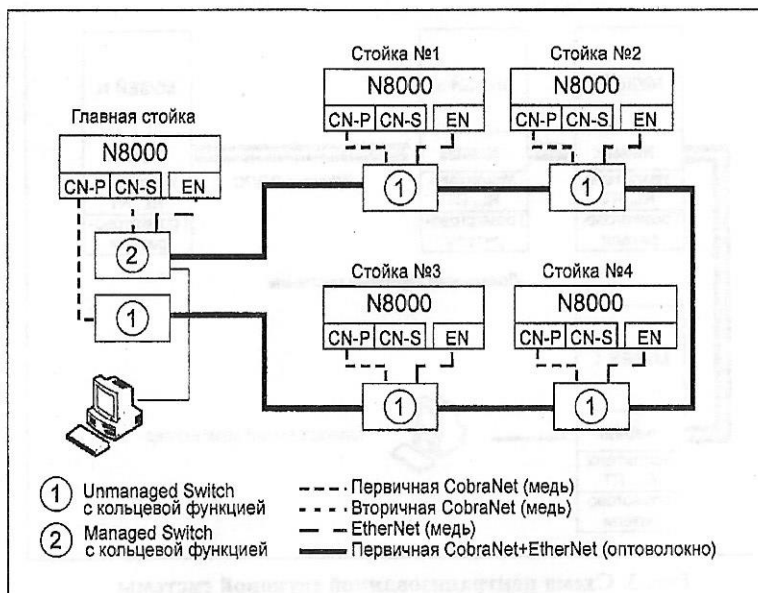 Стойка №1
N8000
CN-P CN-S EN
1
Стойка №2
N8000
CN-P CN-S EN
1
Главная стойка
N8000
CN-P CN-S EN
2
1
Стойка №3
N8000
CN-P CN-S EN
1
Стойка №4
N8000
CN-P CN-S EN
1
1 Unmanaged Switch
с кольцевой функцией
2 Managed Switch
с кольцевой функцией
Первичная CobraNet (медь)
Вторичная CobraNet (медь)
EtherNet (медь)
Первичная CobraNet+EtherNet (оптоволокно)